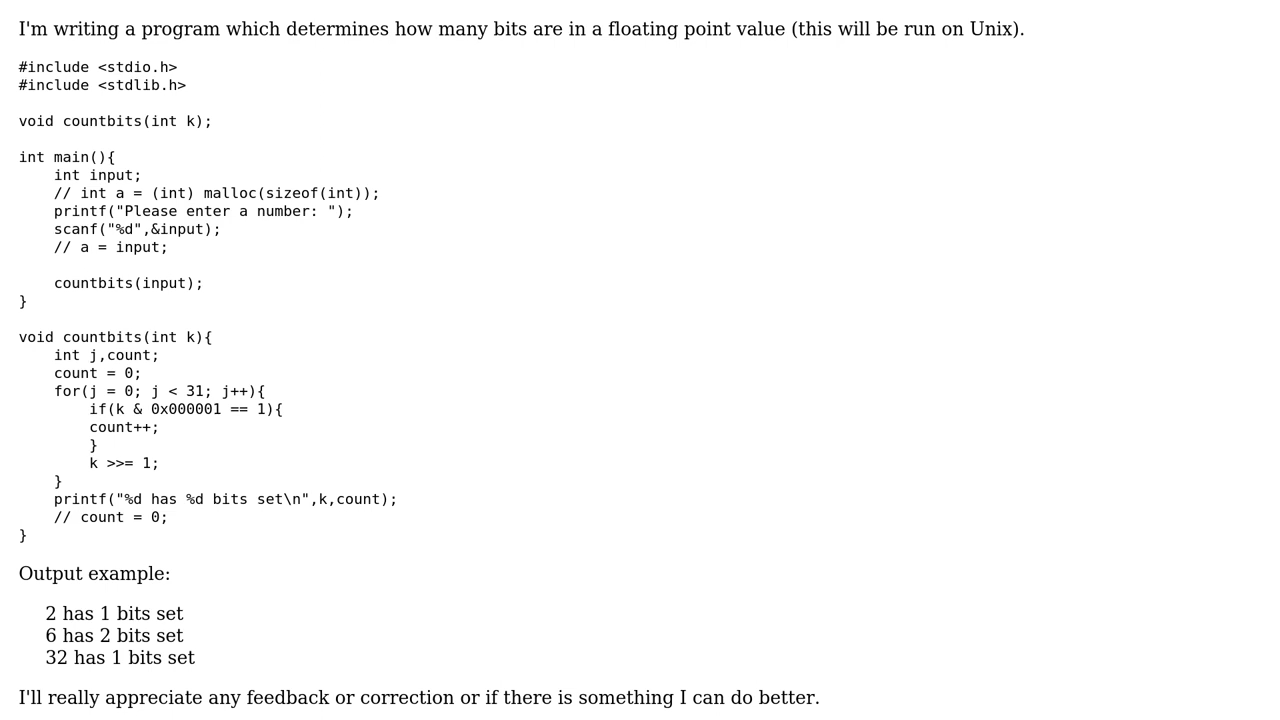 I'm writing a program which determines how many bits are in a floating point value (this will be run on Unix).
#include <stdio.h>
#include <stdlib.h>
void countbits(int k);
int main(){
    int input;
    // int a = (int) malloc(sizeof(int));
    printf("Please enter a number: ");
    scanf("%d",&input);
    // a = input;
    countbits(input);
}
void countbits(int k){
    int j,count;
    count = 0;
    for(j = 0; j < 31; j++){
        if(k & 0x000001 == 1){
        count++;
        }
        k >>= 1;
    }
    printf("%d has %d bits set\n",k,count);
    // count = 0;
}
Output example:
2 has 1 bits set
6 has 2 bits set
32 has 1 bits set
I'll really appreciate any feedback or correction or if there is something I can do better.